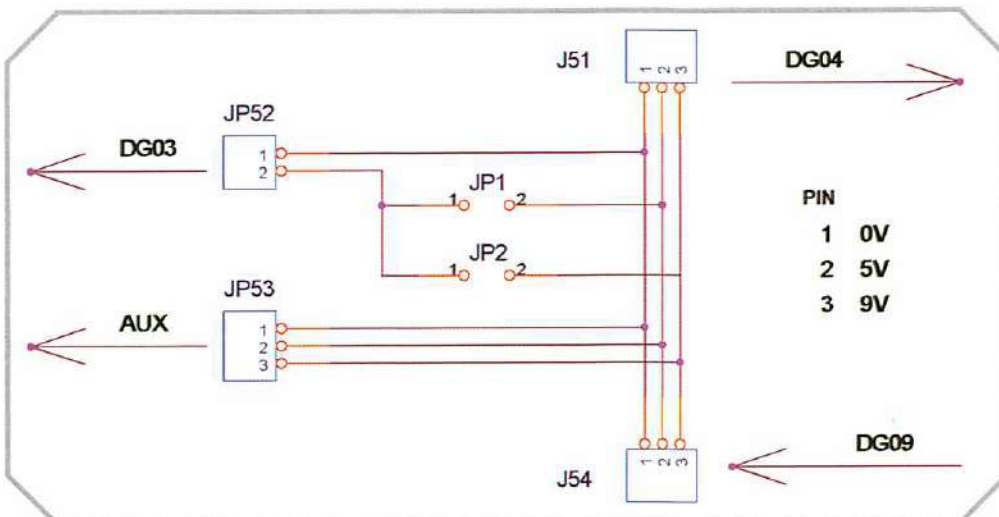 J51
1 2 3
DG04
JP52
DG03
1
2
JP1
1 2
PIN
1 0V
2 5V
3 9V
JP2
1 2
JP53
AUX
1
2
3
DG09
J54
1 2 3